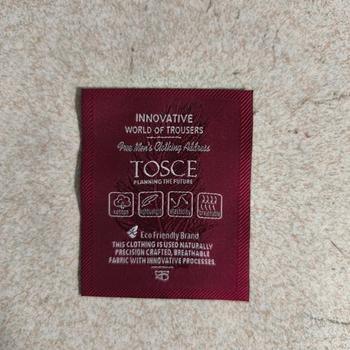 INNOVATIVE
WORLD OF TROUSERS
Free Men's Clothing Address
TOSCE
PLANNING THE FUTURE
cotton lightweight elasticity breathable
Eco Friendly Brand
THIS CLOTHING IS USED NATURALLY
PRECISION CRAFTED, BREATHABLE
FABRIC WITH INNOVATIVE PROCESSES.